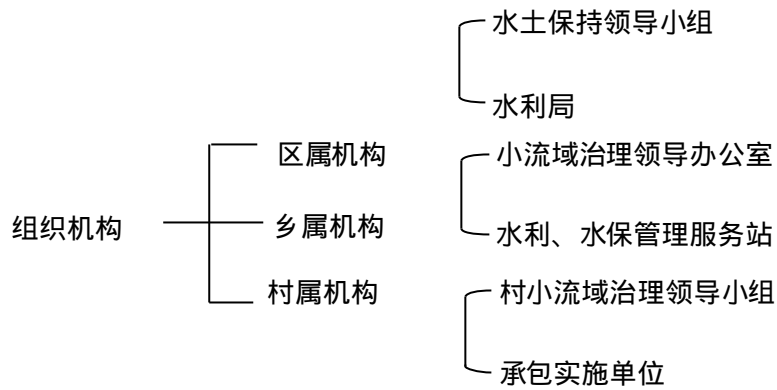 水土保持领导小组
水利局
区属机构
小流域治理领导办公室
组织机构
乡属机构
水利、水保管理服务站
村属机构
村小流域治理领导小组
承包实施单位